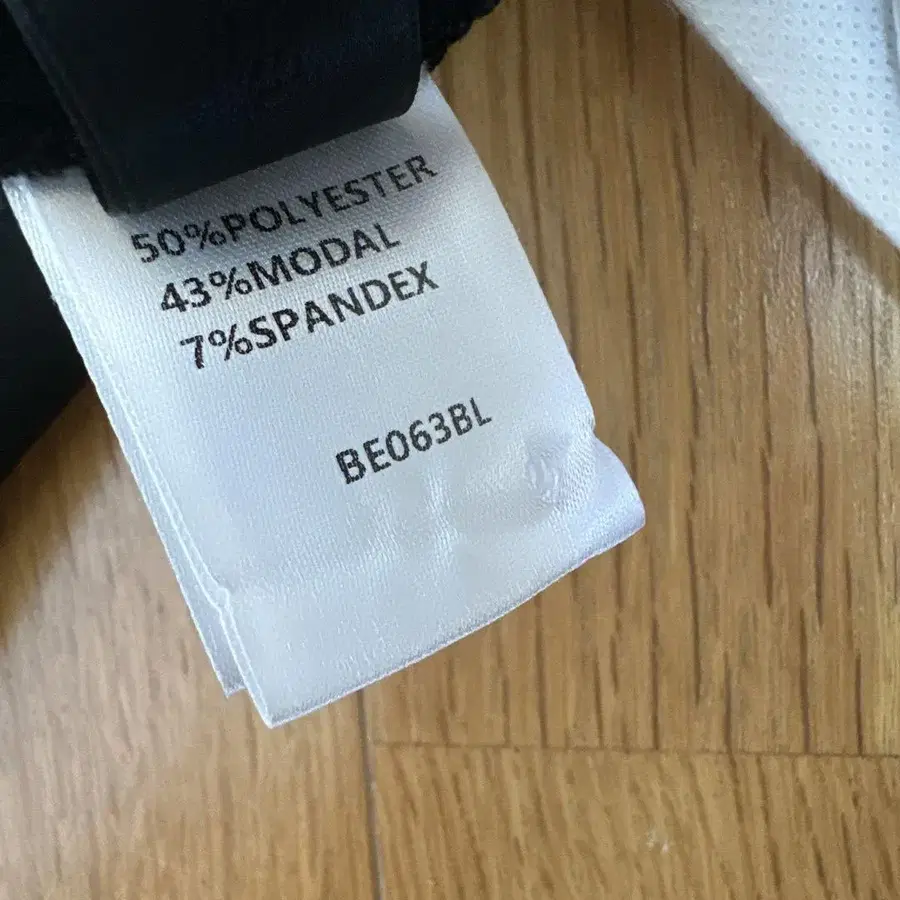 50%POLYESTER
43%MODAL
7%SPANDEX
BE063BL